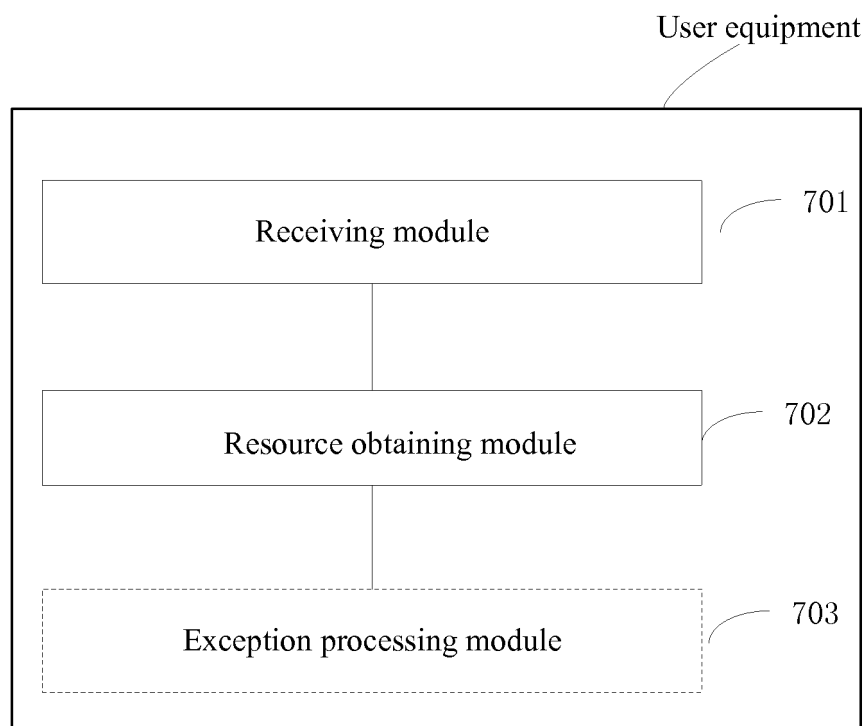 User equipment
Receiving module
701
Resource obtaining module
702
Exception processing module
703